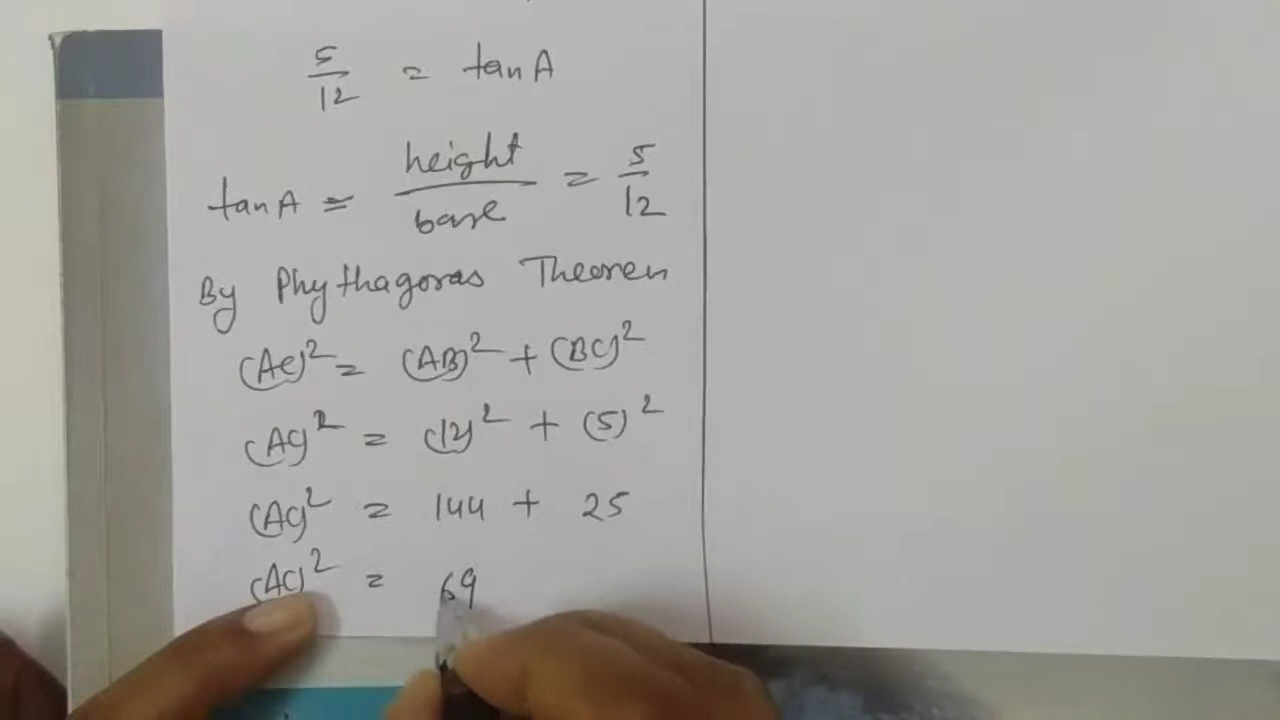 5/12 = tan A
tan A = height/base = 5/12
By Phythagoras Theorem
(AC)² = (AB)² + (BC)²
(AC)² = (12)² + (5)²
(AC)² = 144 + 25
(AC)² = 69